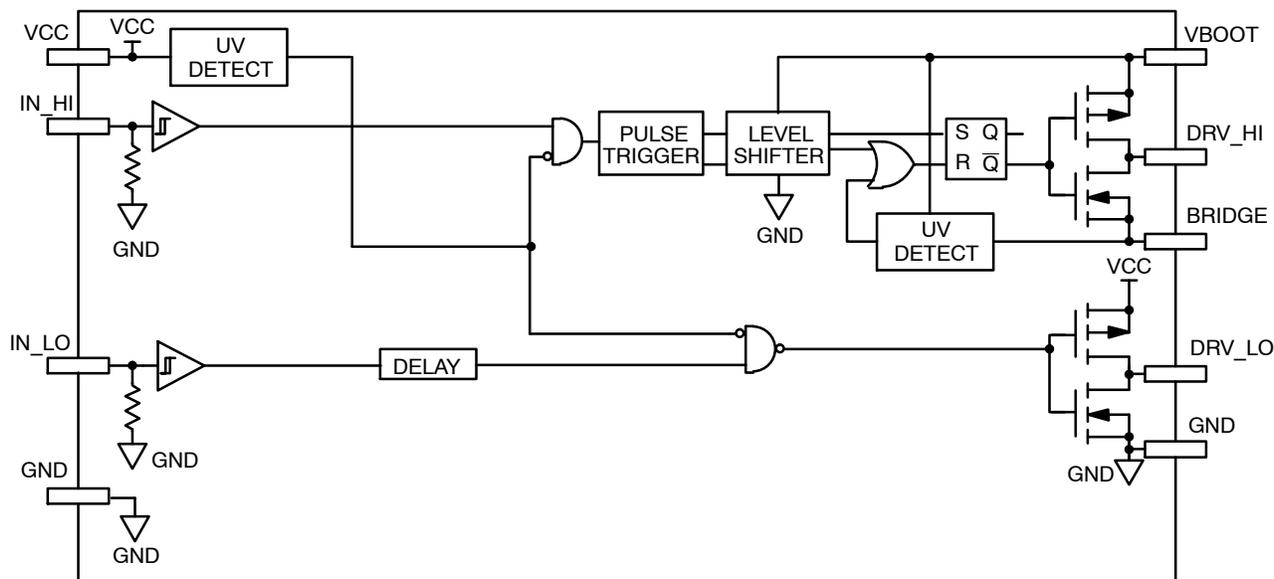 VCC
VCC
UV
DETECT
VBOOT
IN_HI
PULSE
TRIGGER
LEVEL
SHIFTER
S Q
R Q̅
DRV_HI
GND
GND
UV
DETECT
BRIDGE
VCC
IN_LO
DELAY
DRV_LO
GND
GND
GND
GND
GND